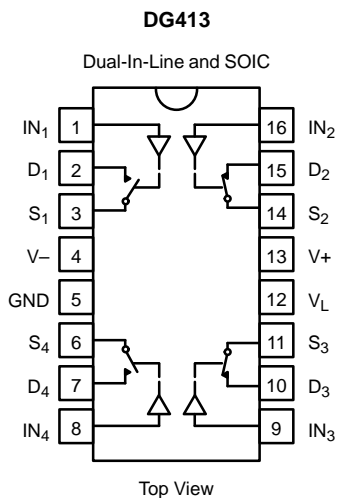 DG413
Dual-In-Line and SOIC
IN1 1 16 IN2
D1 2 15 D2
S1 3 14 S2
V– 4 13 V+
GND 5 12 VL
S4 6 11 S3
D4 7 10 D3
IN4 8 9 IN3
Top View